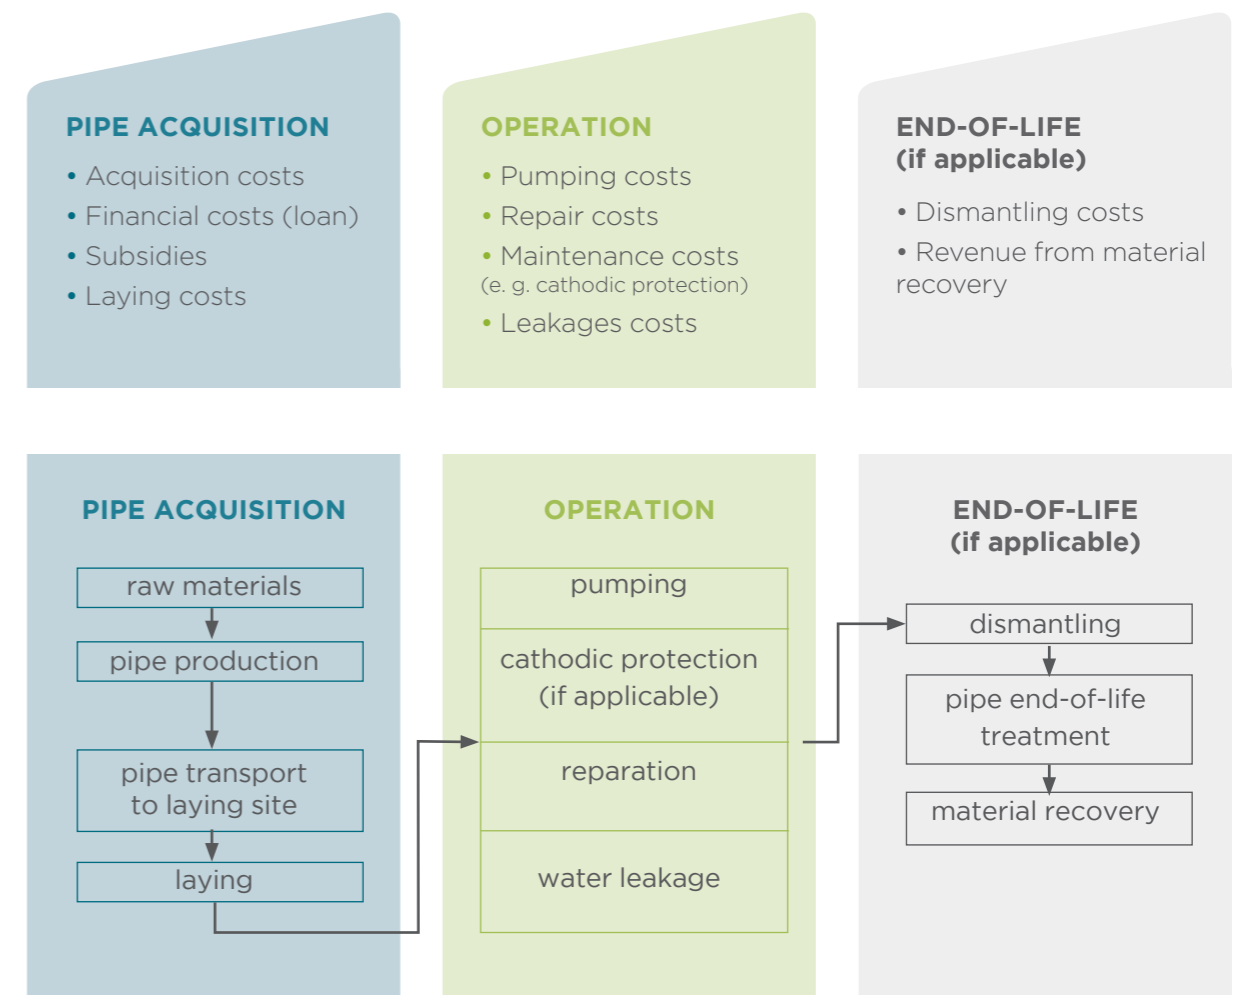 PIPE ACQUISITION
• Acquisition costs
• Financial costs (loan)
• Subsidies
• Laying costs
OPERATION
• Pumping costs
• Repair costs
• Maintenance costs
(e. g. cathodic protection)
• Leakages costs
END-OF-LIFE
(if applicable)
• Dismantling costs
• Revenue from material
recovery
PIPE ACQUISITION
raw materials
pipe production
pipe transport
to laying site
laying
OPERATION
pumping
cathodic protection
(if applicable)
reparation
water leakage
END-OF-LIFE
(if applicable)
dismantling
pipe end-of-life
treatment
material recovery